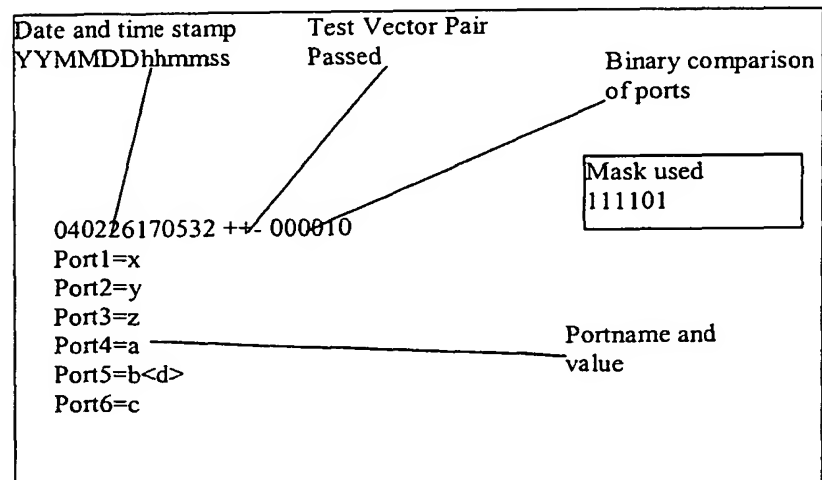 Date and time stamp
YYMMDDhhmmss
Test Vector Pair
Passed
Binary comparison
of ports
Mask used
111101
040226170532 ++- 000010
Port1=x
Port2=y
Port3=z
Port4=a
Port5=b<d>
Port6=c
Portname and
value